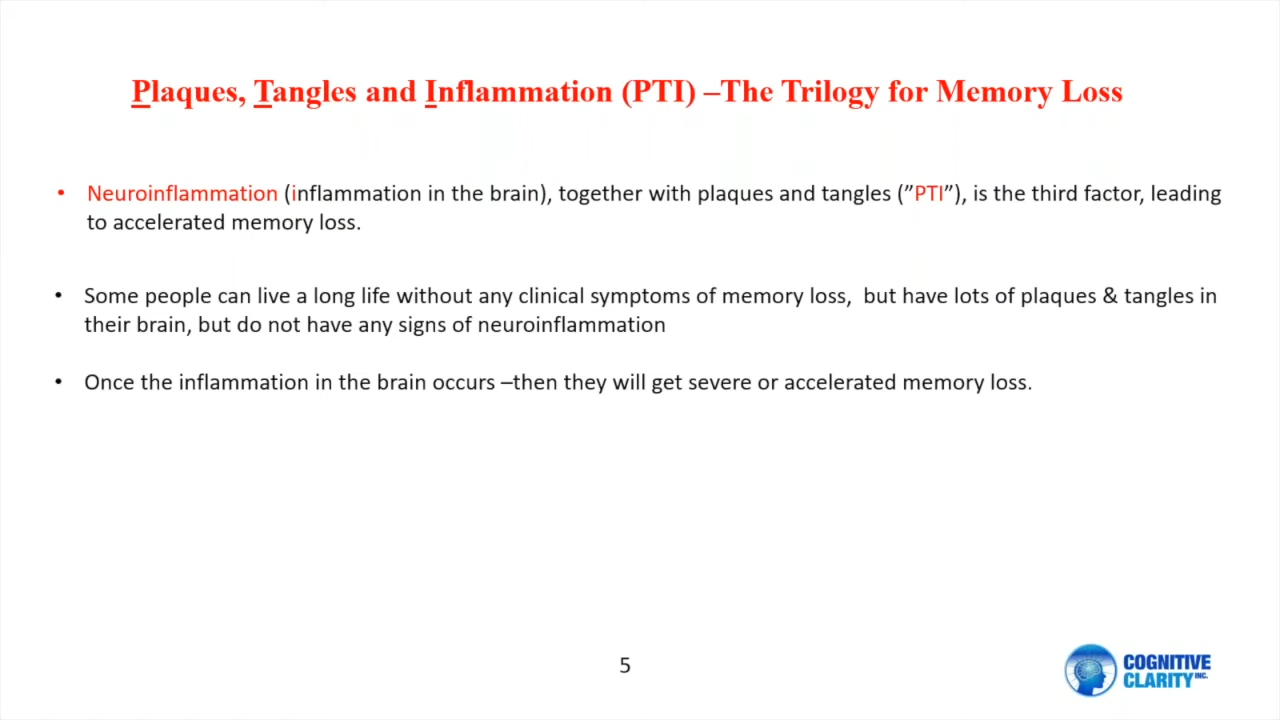 Plaques, Tangles and Inflammation (PTI) –The Trilogy for Memory Loss
• Neuroinflammation (inflammation in the brain), together with plaques and tangles (”PTI”), is the third factor, leading
to accelerated memory loss.
• Some people can live a long life without any clinical symptoms of memory loss,  but have lots of plaques & tangles in
their brain, but do not have any signs of neuroinflammation
• Once the inflammation in the brain occurs –then they will get severe or accelerated memory loss.
5
COGNITIVE
CLARITY INC.